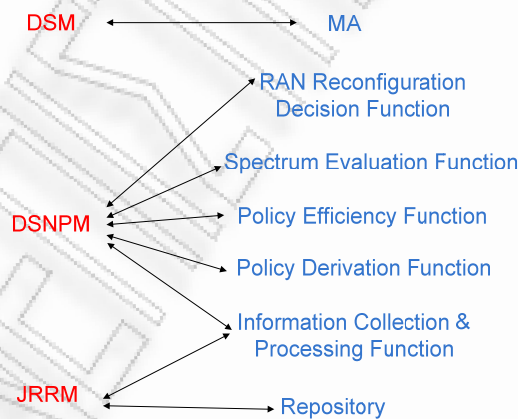 DSM
MA
RAN Reconfiguration
Decision Function
Spectrum Evaluation Function
DSNPM
Policy Efficiency Function
Policy Derivation Function
Information Collection &
Processing Function
JRRM
Repository